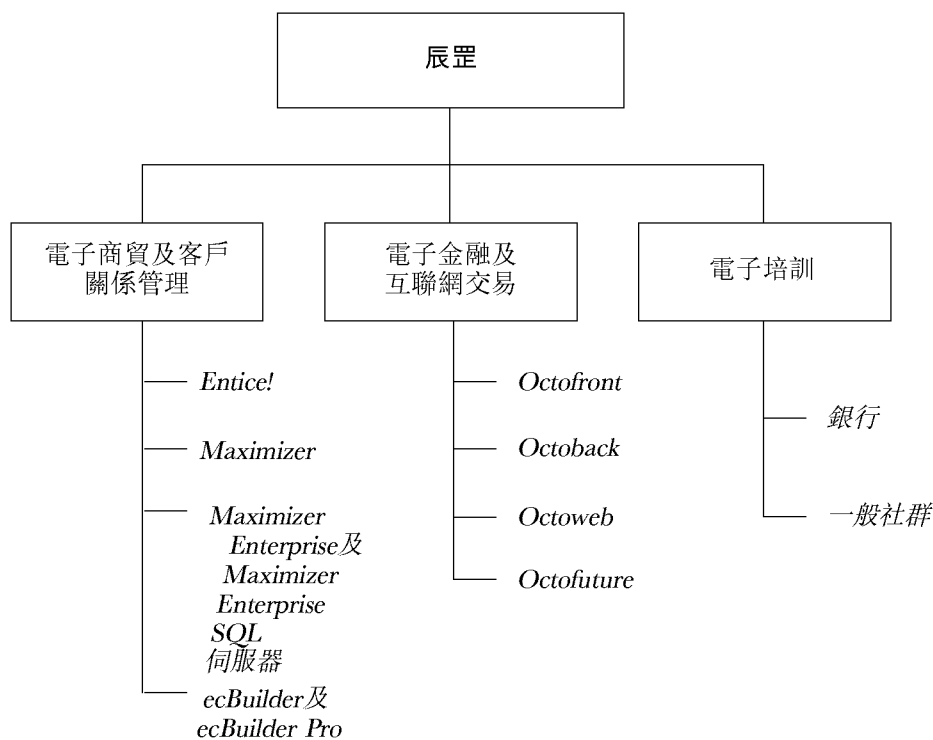 辰罡
電子商貿及客戶
關係管理
電子金融及
互聯網交易
電子培訓
Entice!
Maximizer
Maximizer
Enterprise及
Maximizer
Enterprise
SQL
伺服器
ecBuilder及
ecBuilder Pro
Octofront
Octoback
Octoweb
Octofuture
銀行
一般社群